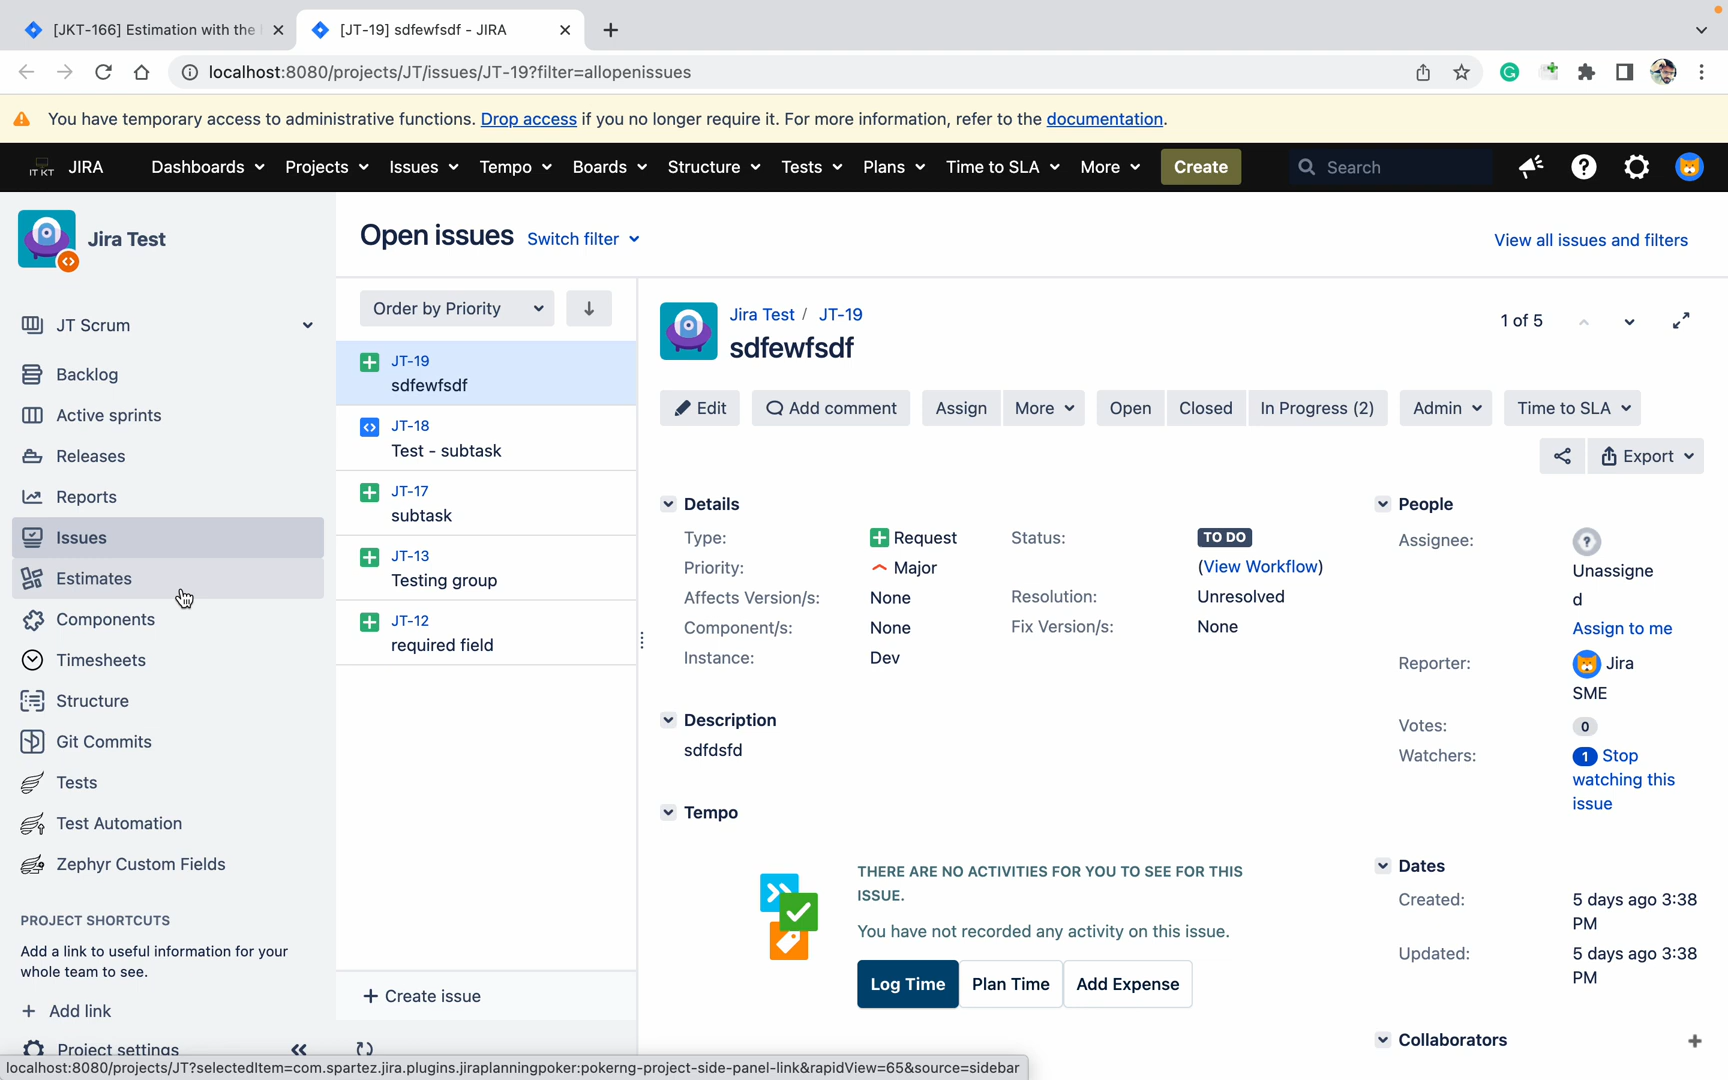 [JKT-166] Estimation with the
[JT-19] sdfewfsdf - JIRA
localhost:8080/projects/JT/issues/JT-19?filter=allopenissues
You have temporary access to administrative functions. Drop access if you no longer require it. For more information, refer to the documentation.
IT KT JIRA Dashboards Projects Issues Tempo Boards Structure Tests Plans Time to SLA More Create Search
Jira Test
JT Scrum
Backlog
Active sprints
Releases
Reports
Issues
Estimates
Components
Timesheets
Structure
Git Commits
Tests
Test Automation
Zephyr Custom Fields
PROJECT SHORTCUTS
Add a link to useful information for your
whole team to see.
+ Add link
Project settings
Open issues Switch filter
View all issues and filters
Order by Priority
JT-19
sdfewfsdf
JT-18
Test - subtask
JT-17
subtask
JT-13
Testing group
JT-12
required field
+ Create issue
Jira Test / JT-19
sdfewfsdf
1 of 5
Edit Add comment Assign More Open Closed In Progress (2) Admin Time to SLA
Export
Details
Type: Request
Priority: Major
Affects Version/s: None
Component/s: None
Instance: Dev
Status: TO DO
(View Workflow)
Resolution: Unresolved
Fix Version/s: None
Description
sdfdsfd
Tempo
THERE ARE NO ACTIVITIES FOR YOU TO SEE FOR THIS
ISSUE.
You have not recorded any activity on this issue.
Log Time Plan Time Add Expense
People
Assignee: ?
Unassigne
d
Assign to me
Reporter: Jira
SME
Votes: 0
Watchers: 1 Stop
watching this
issue
Dates
Created: 5 days ago 3:38
PM
Updated: 5 days ago 3:38
PM
Collaborators
localhost:8080/projects/JT?selectedItem=com.spartez.jira.plugins.jiraplanningpoker:pokerng-project-side-panel-link&rapidView=65&source=sidebar